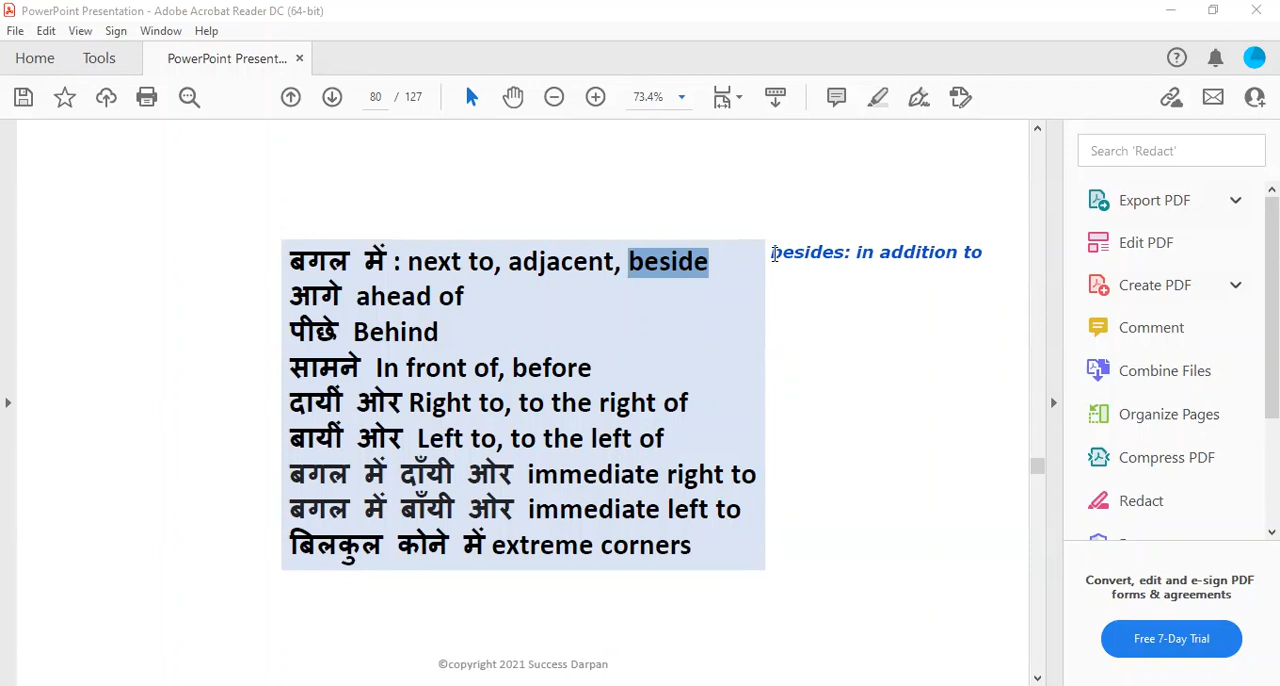 PowerPoint Presentation - Adobe Acrobat Reader DC (64-bit)
File Edit View Sign Window Help
Home Tools PowerPoint Present... ×
80 / 127 73.4%
Search 'Redact'
Export PDF
Edit PDF
Create PDF
Comment
Combine Files
Organize Pages
Compress PDF
Redact
Convert, edit and e-sign PDF
forms & agreements
Free 7-Day Trial
बगल में : next to, adjacent, beside
besides: in addition to
आगे ahead of
पीछे Behind
सामने In front of, before
दायीं ओर Right to, to the right of
बायीं ओर Left to, to the left of
बगल में दाँयी ओर immediate right to
बगल में बाँयी ओर immediate left to
बिलकुल कोने में extreme corners
©copyright 2021 Success Darpan